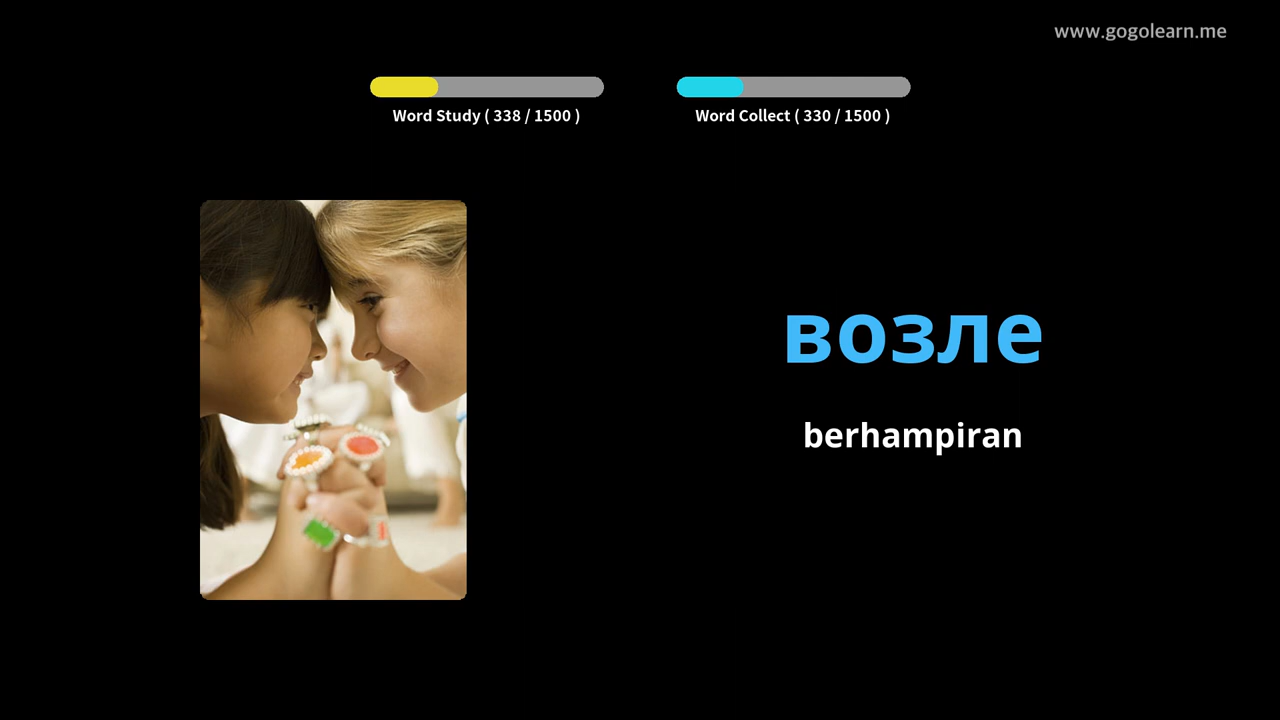 www.gogolearn.me
Word Study ( 338 / 1500 )
Word Collect ( 330 / 1500 )
возле
berhampiran